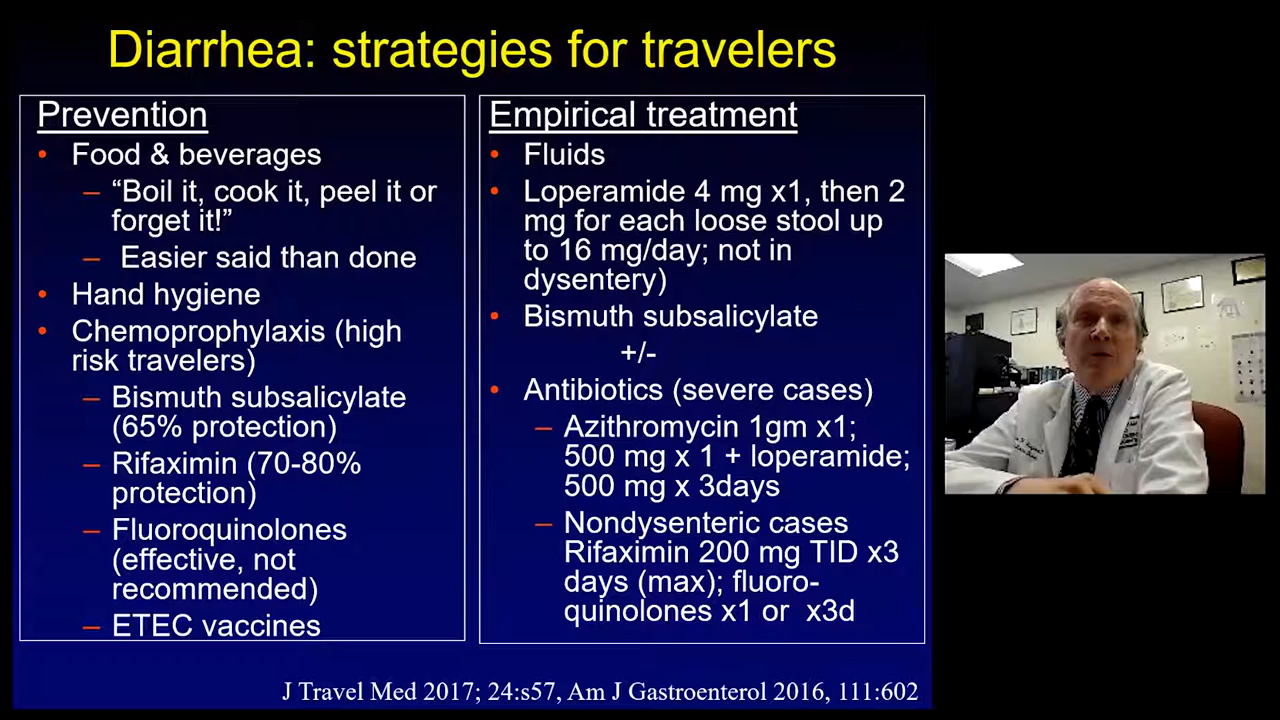 Diarrhea: strategies for travelers
Prevention
• Food & beverages
– “Boil it, cook it, peel it or
forget it!”
– Easier said than done
• Hand hygiene
• Chemoprophylaxis (high
risk travelers)
– Bismuth subsalicylate
(65% protection)
– Rifaximin (70-80%
protection)
– Fluoroquinolones
(effective, not
recommended)
– ETEC vaccines
Empirical treatment
• Fluids
• Loperamide 4 mg x1, then 2
mg for each loose stool up
to 16 mg/day; not in
dysentery)
• Bismuth subsalicylate
+/-
• Antibiotics (severe cases)
– Azithromycin 1gm x1;
500 mg x 1 + loperamide;
500 mg x 3days
– Nondysenteric cases
Rifaximin 200 mg TID x3
days (max); fluoro-
quinolones x1 or x3d
J Travel Med 2017; 24:s57, Am J Gastroenterol 2016, 111:602